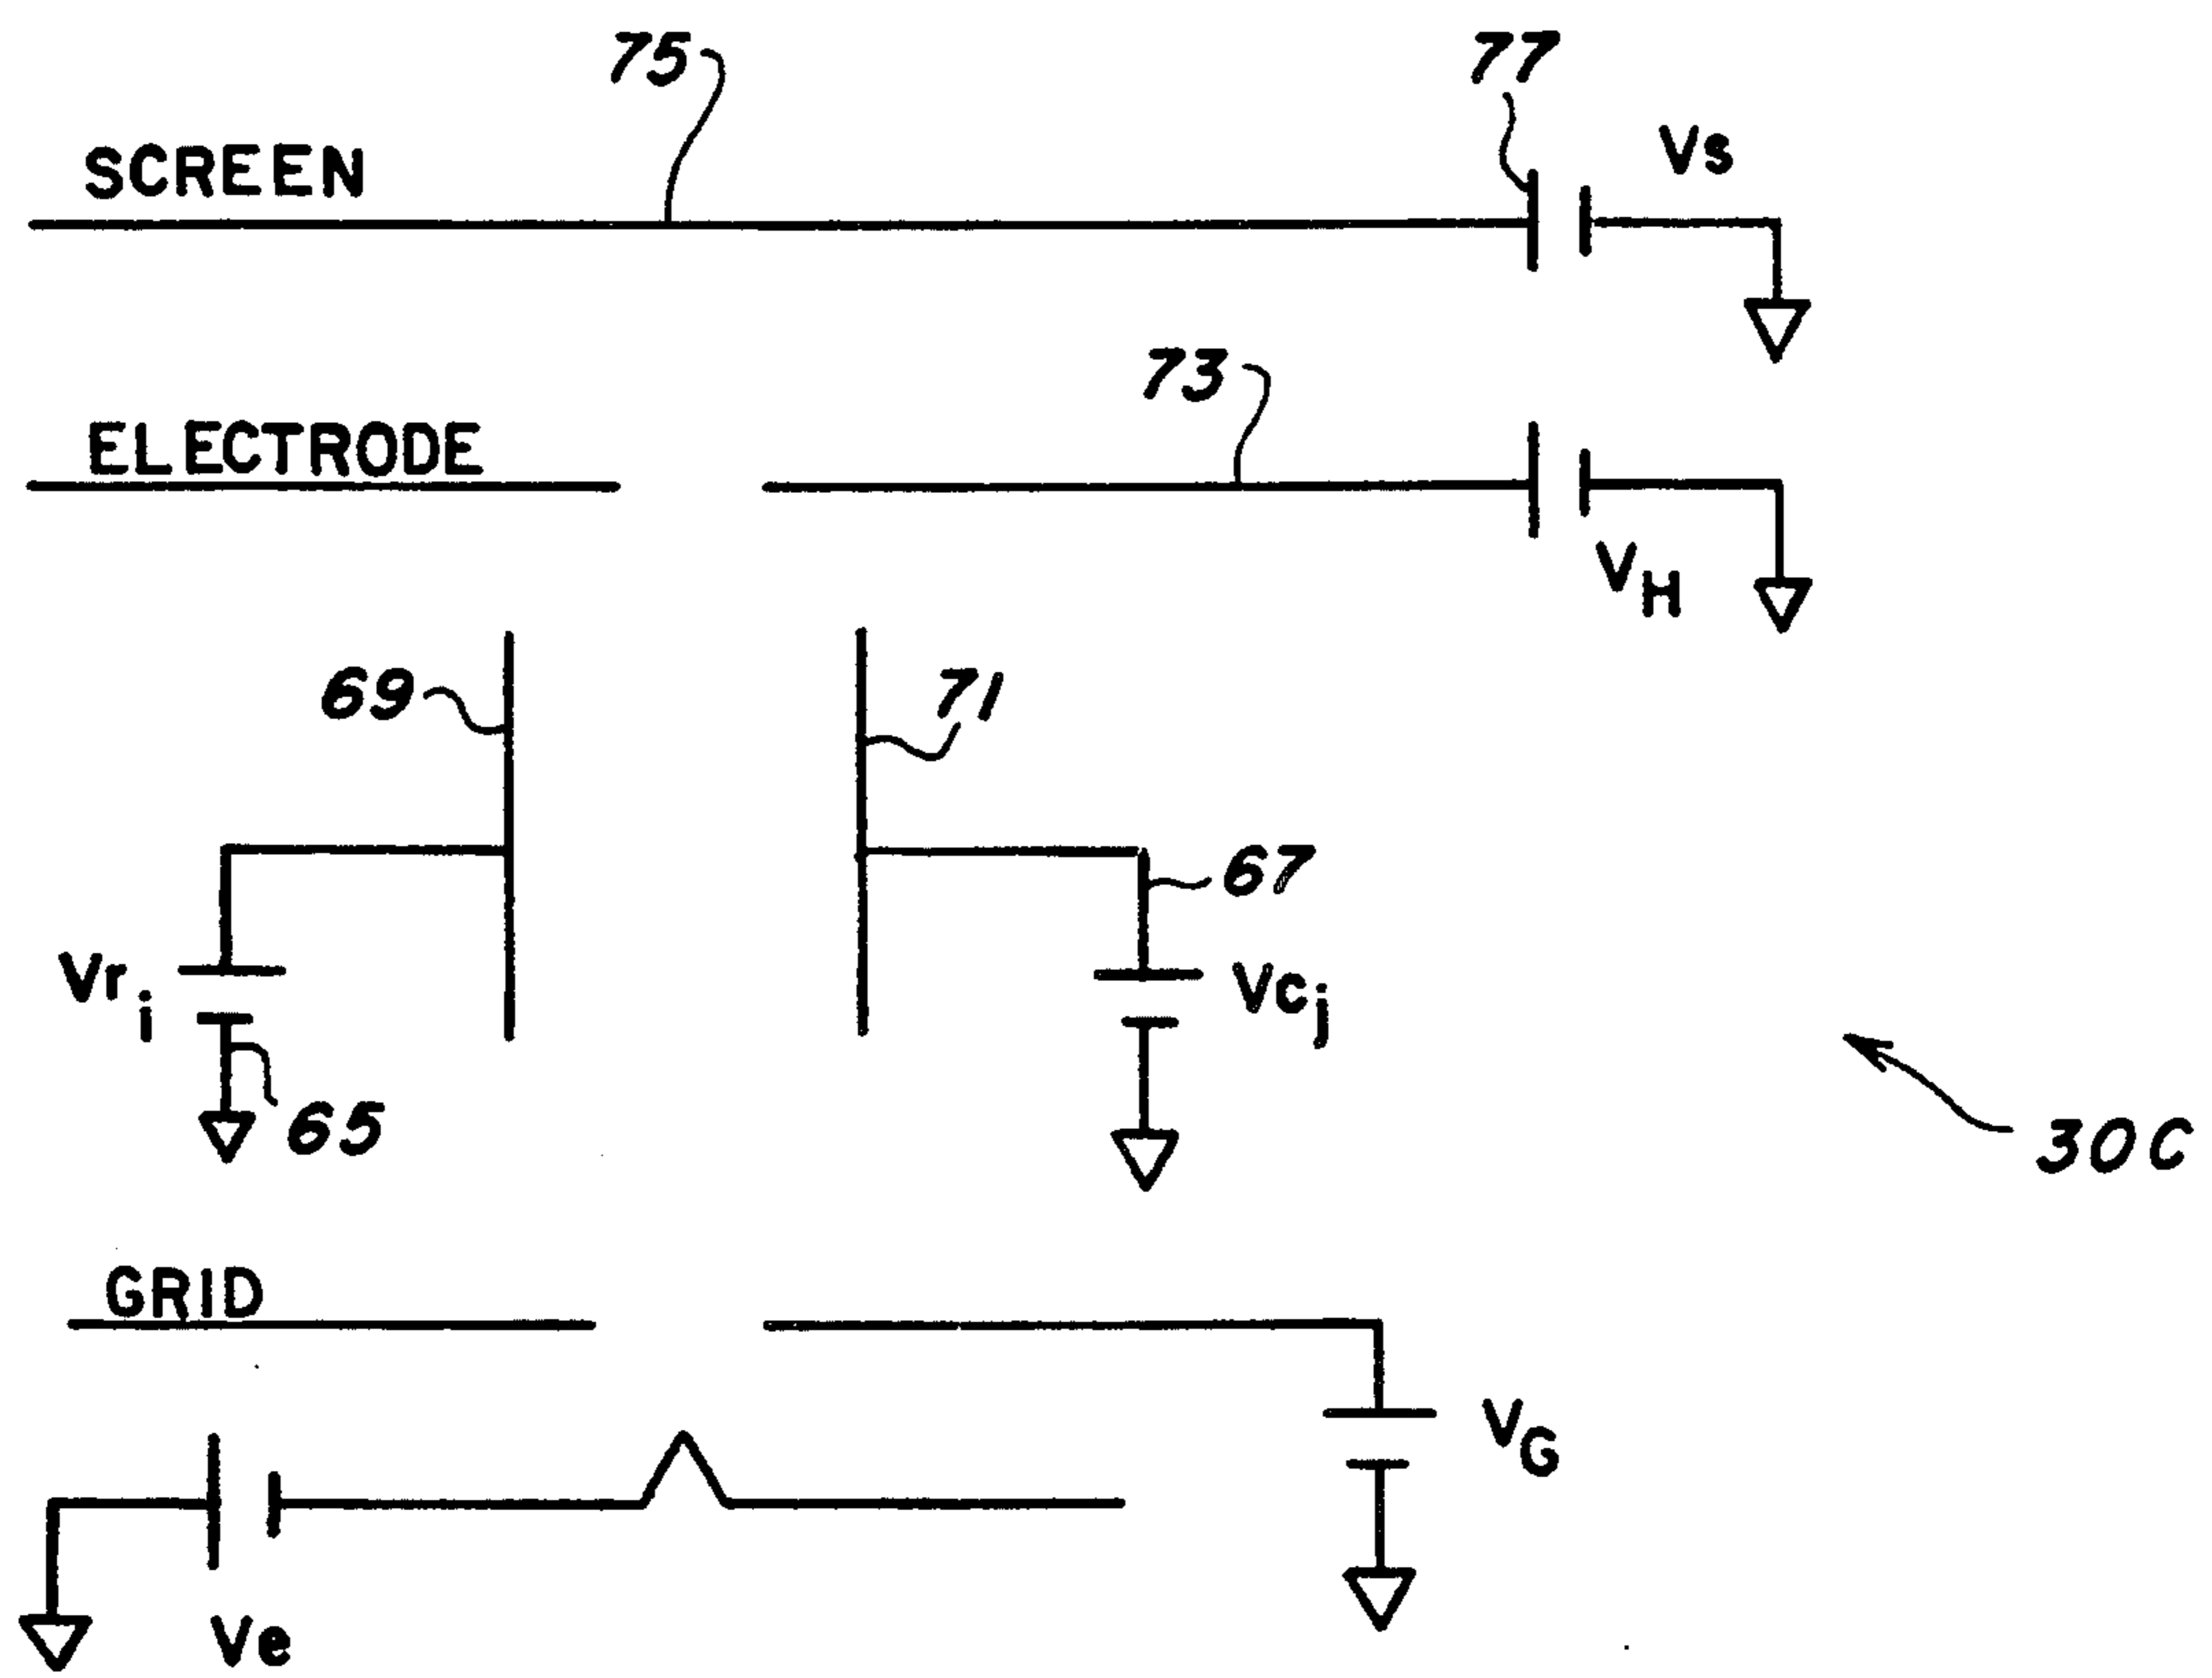 75
77
SCREEN
Vs
73
ELECTRODE
VH
69
71
67
Vri
Vcj
65
30C
GRID
VG
Ve